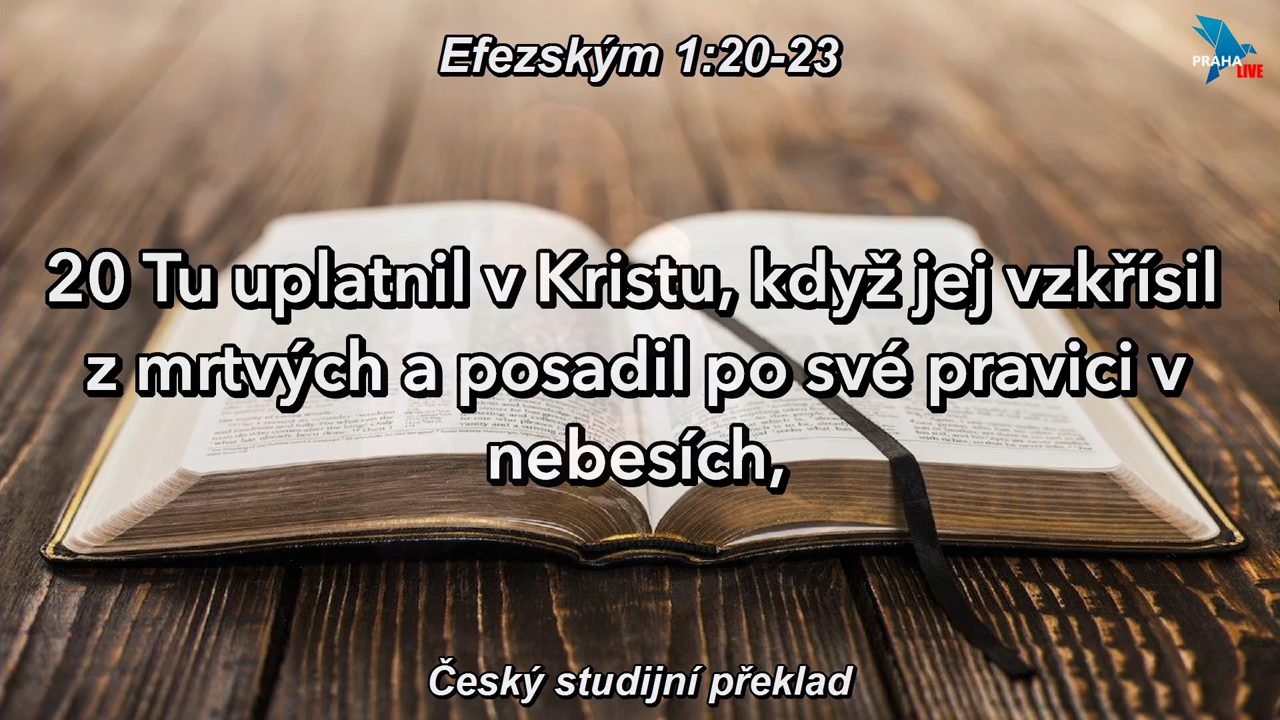 Efezským 1:20-23
PRAHA
LIVE
20 Tu uplatnil v Kristu, když jej vzkřísil
z mrtvých a posadil po své pravici v
nebesích,
Český studijní překlad